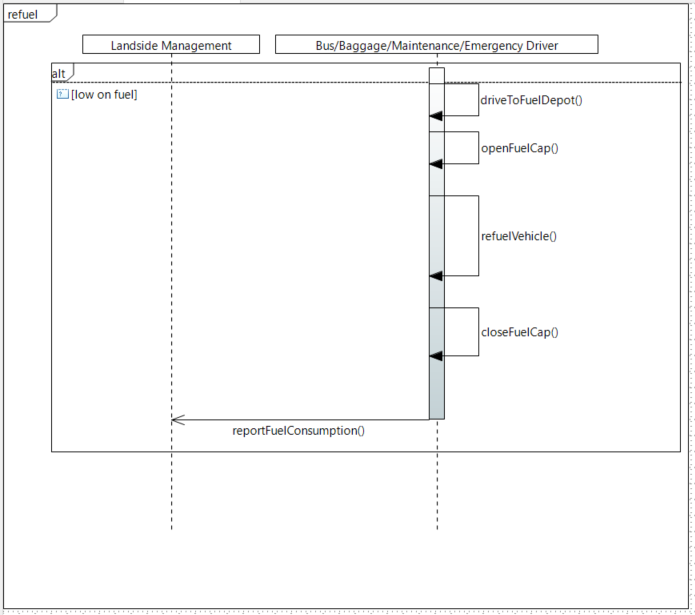 refuel
Landside Management
Bus/Baggage/Maintenance/Emergency Driver
alt
[low on fuel]
driveToFuelDepot()
openFuelCap()
refuelVehicle()
closeFuelCap()
reportFuelConsumption()